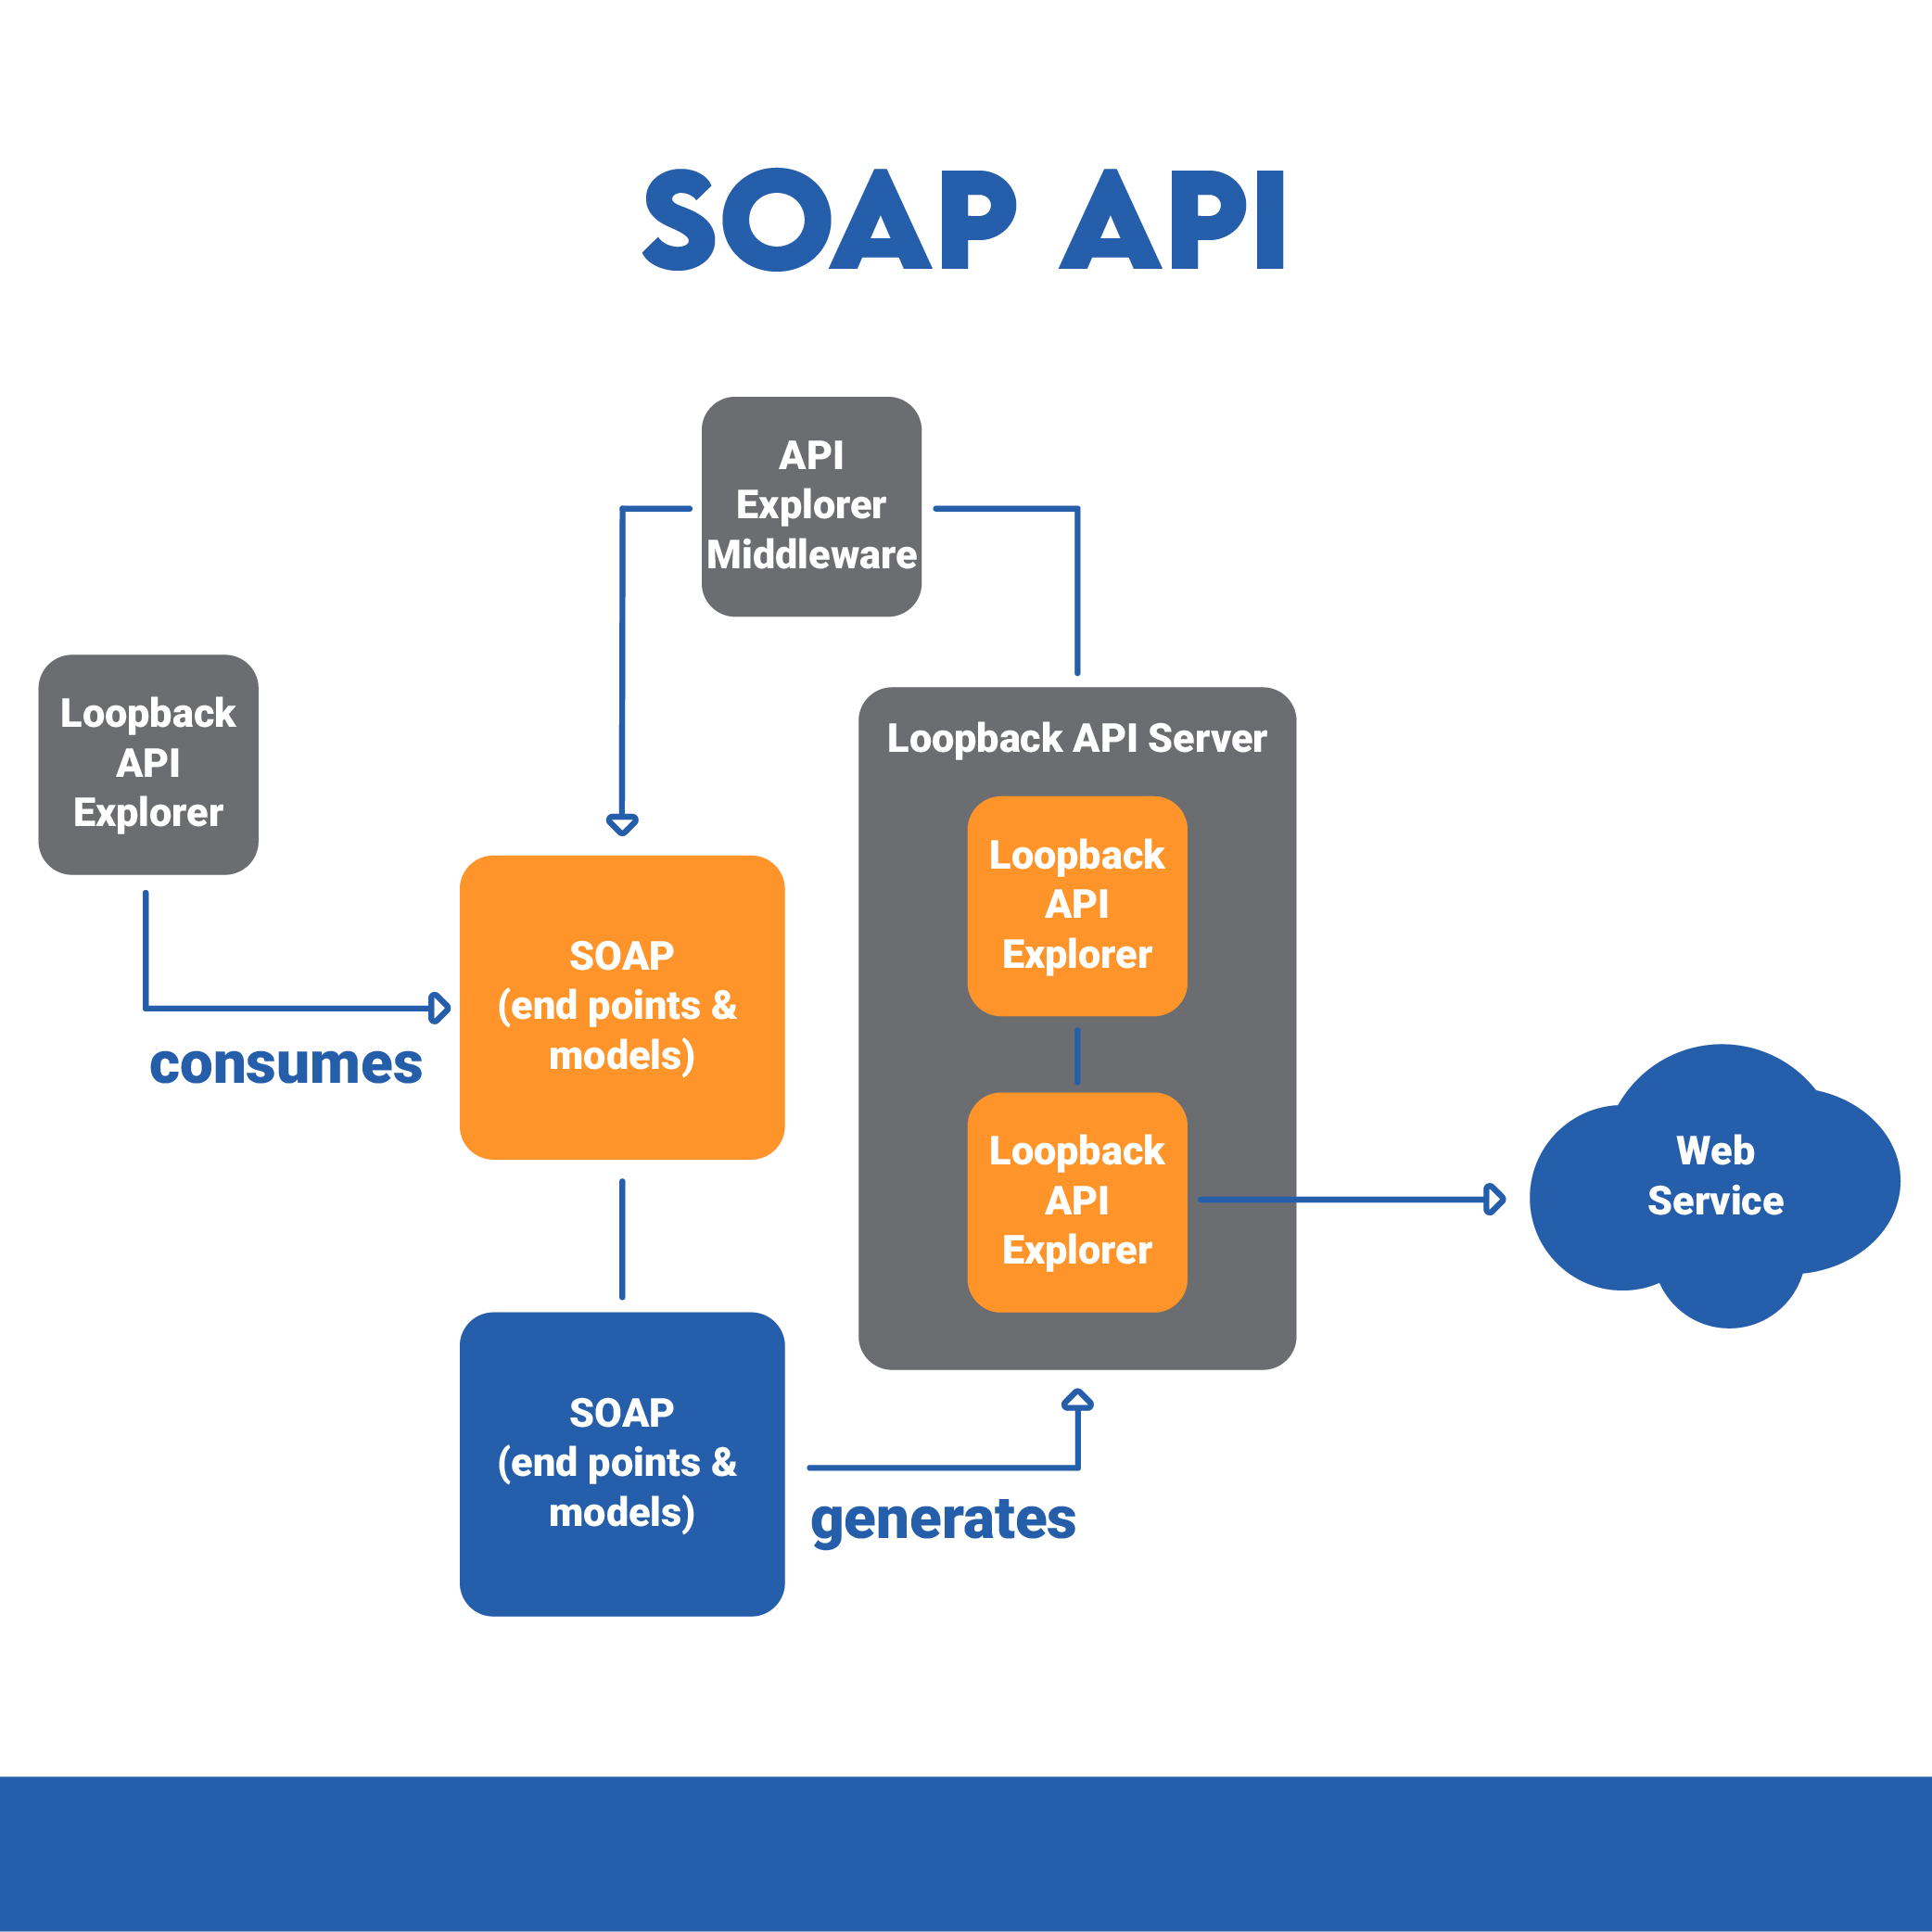 SOAP API
API
Explorer
Middleware
Loopback
API
Explorer
consumes
SOAP
(end points &
models)
SOAP
(end points &
models)
generates
Loopback API Server
Loopback
API
Explorer
Loopback
API
Explorer
Web
Service